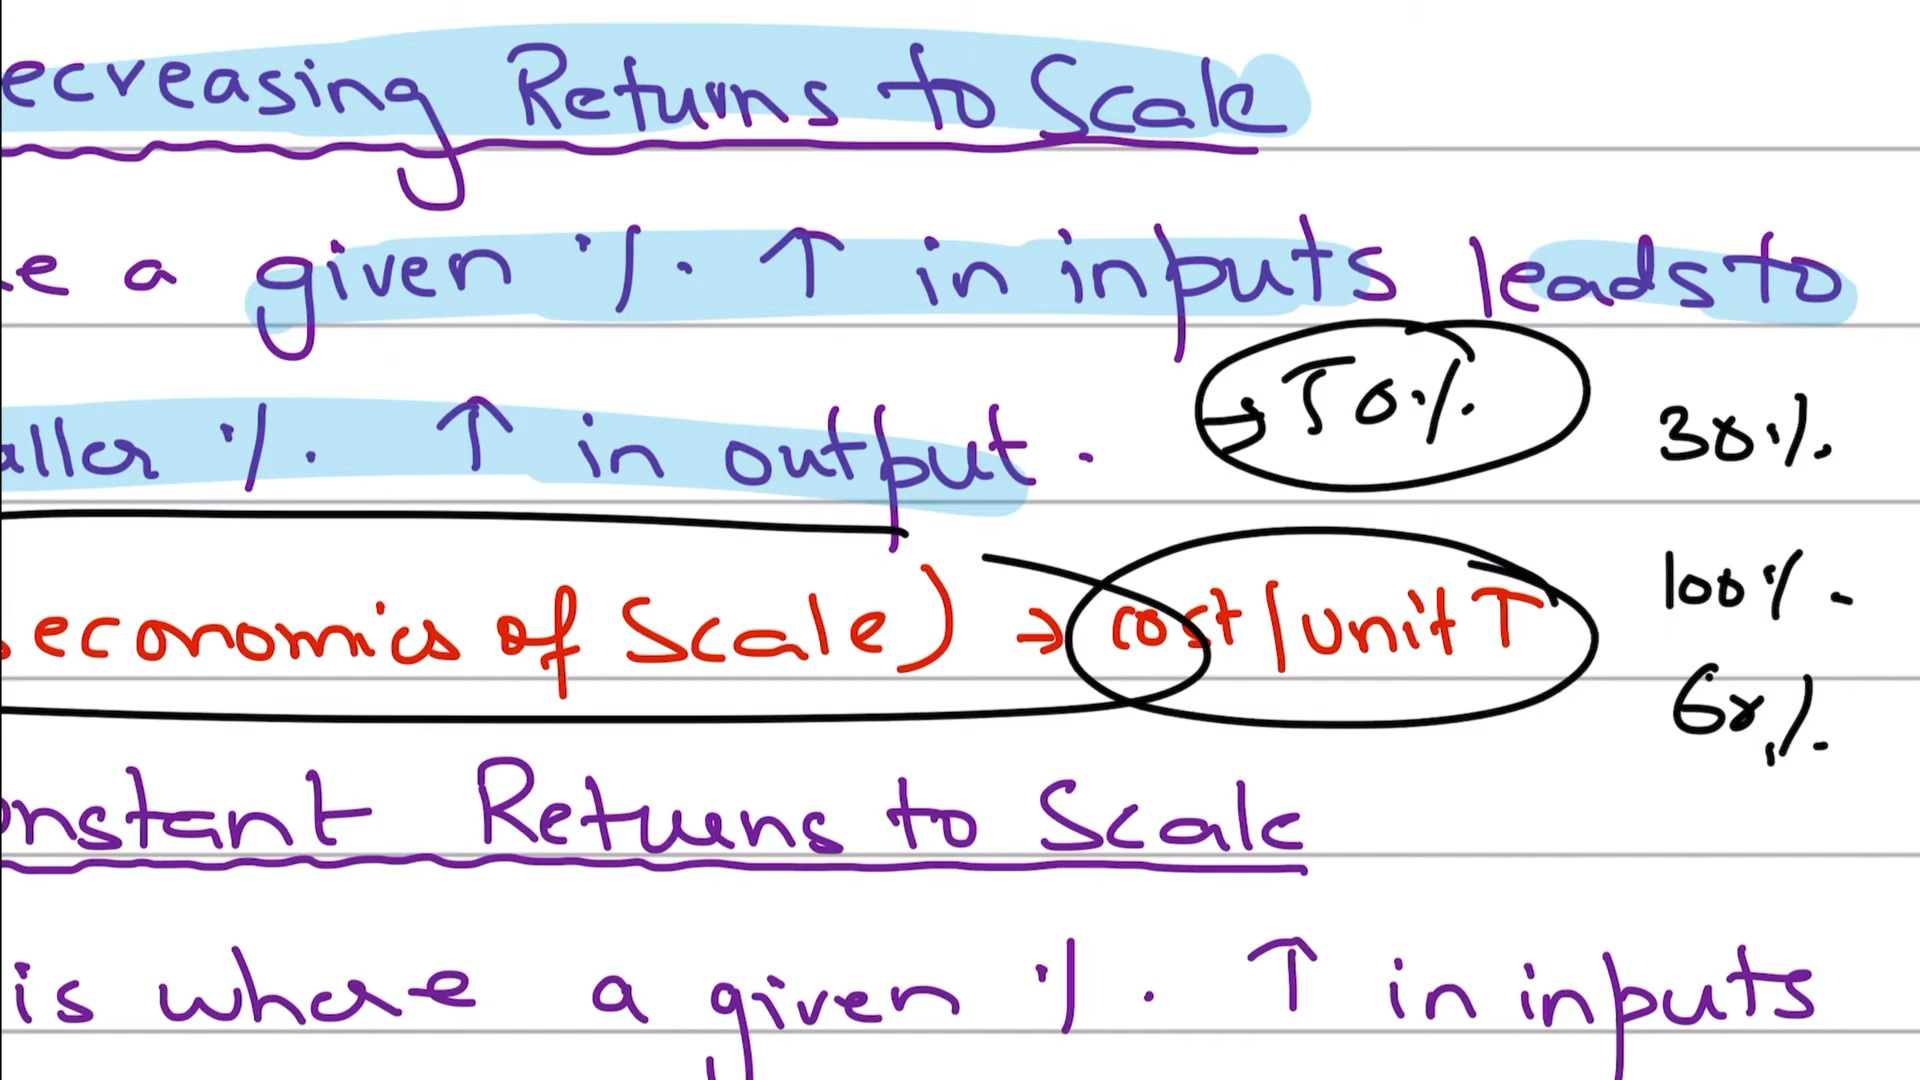 ecreasing Returns to Scale
e a given % ↑ in inputs leads to
→ 50%
30%
aller % ↑ in output.
100%
economics of Scale) → cost/unit ↑
60%
onstant Returns to Scale
is where a given % ↑ in inputs